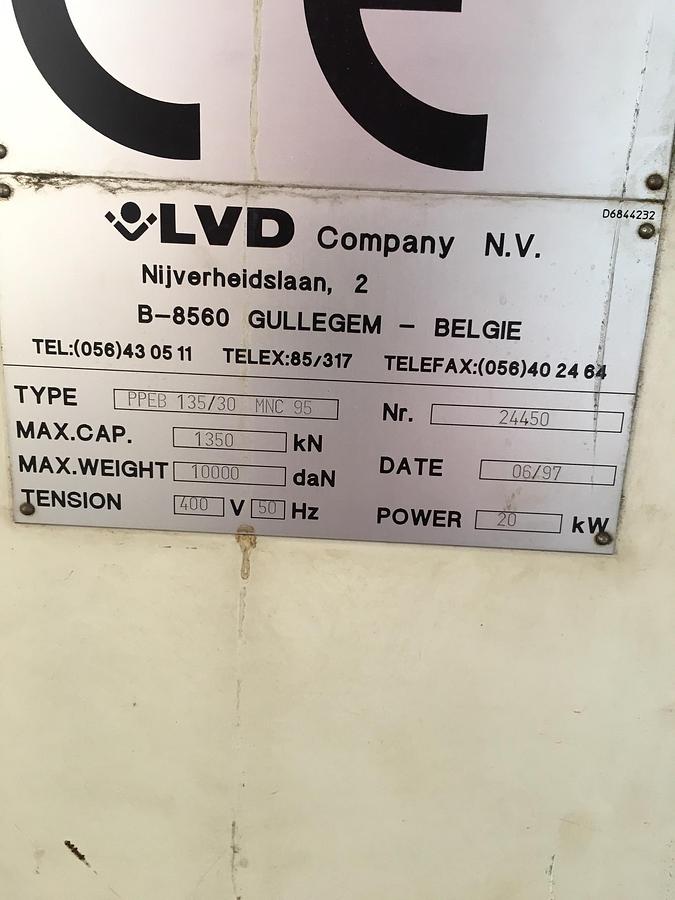 CE
D6844232
LVD Company N.V.
Nijverheidslaan, 2
B-8560 GULLEGEM - BELGIE
TEL:(056)43 05 11 TELEX:85/317 TELEFAX:(056)40 24 64
TYPE PPEB 135/30 MNC 95 Nr. 24450
MAX.CAP. 1350 kN
MAX.WEIGHT 10000 daN DATE 06/97
TENSION 400 V 50 Hz POWER 20 kW